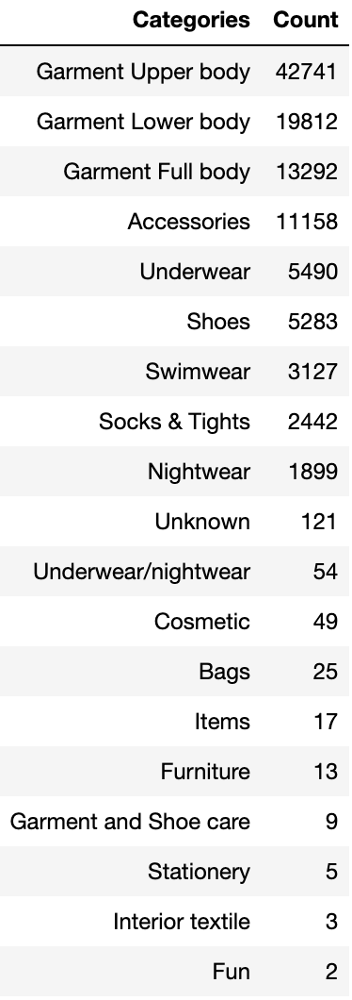 Categories Count
Garment Upper body 42741
Garment Lower body 19812
Garment Full body 13292
Accessories 11158
Underwear 5490
Shoes 5283
Swimwear 3127
Socks & Tights 2442
Nightwear 1899
Unknown 121
Underwear/nightwear 54
Cosmetic 49
Bags 25
Items 17
Furniture 13
Garment and Shoe care 9
Stationery 5
Interior textile 3
Fun 2